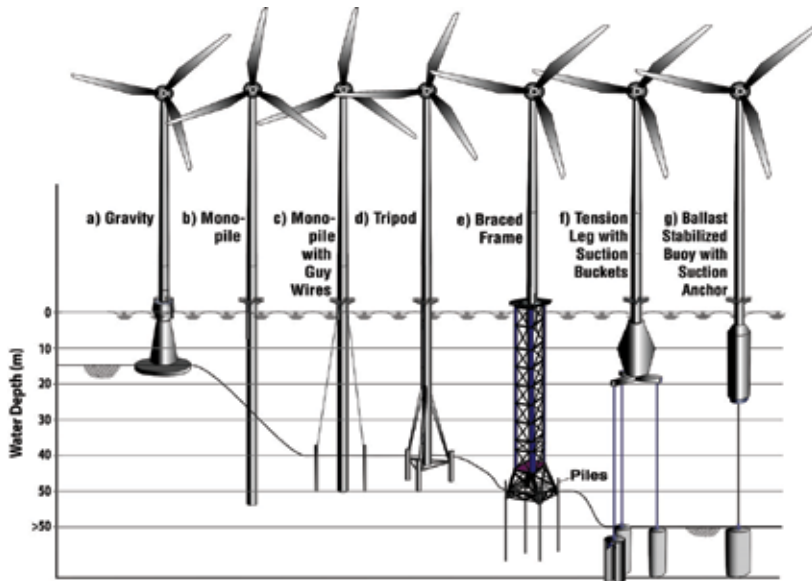 a) Gravity
b) Mono-
pile
c) Mono-
pile
with
Guy
Wires
d) Tripod
e) Braced
Frame
f) Tension
Leg with
Suction
Buckets
g) Ballast
Stabilized
Buoy with
Suction
Anchor
Water Depth (m)
0
10
20
30
40
50
>50
Piles